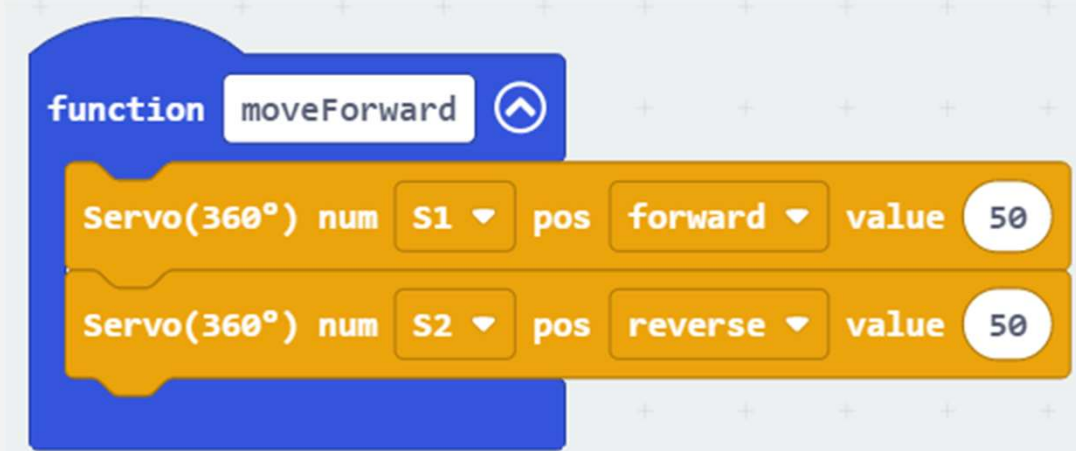 function moveForward
Servo(360°) num S1 pos forward value 50
Servo(360°) num S2 pos reverse value 50